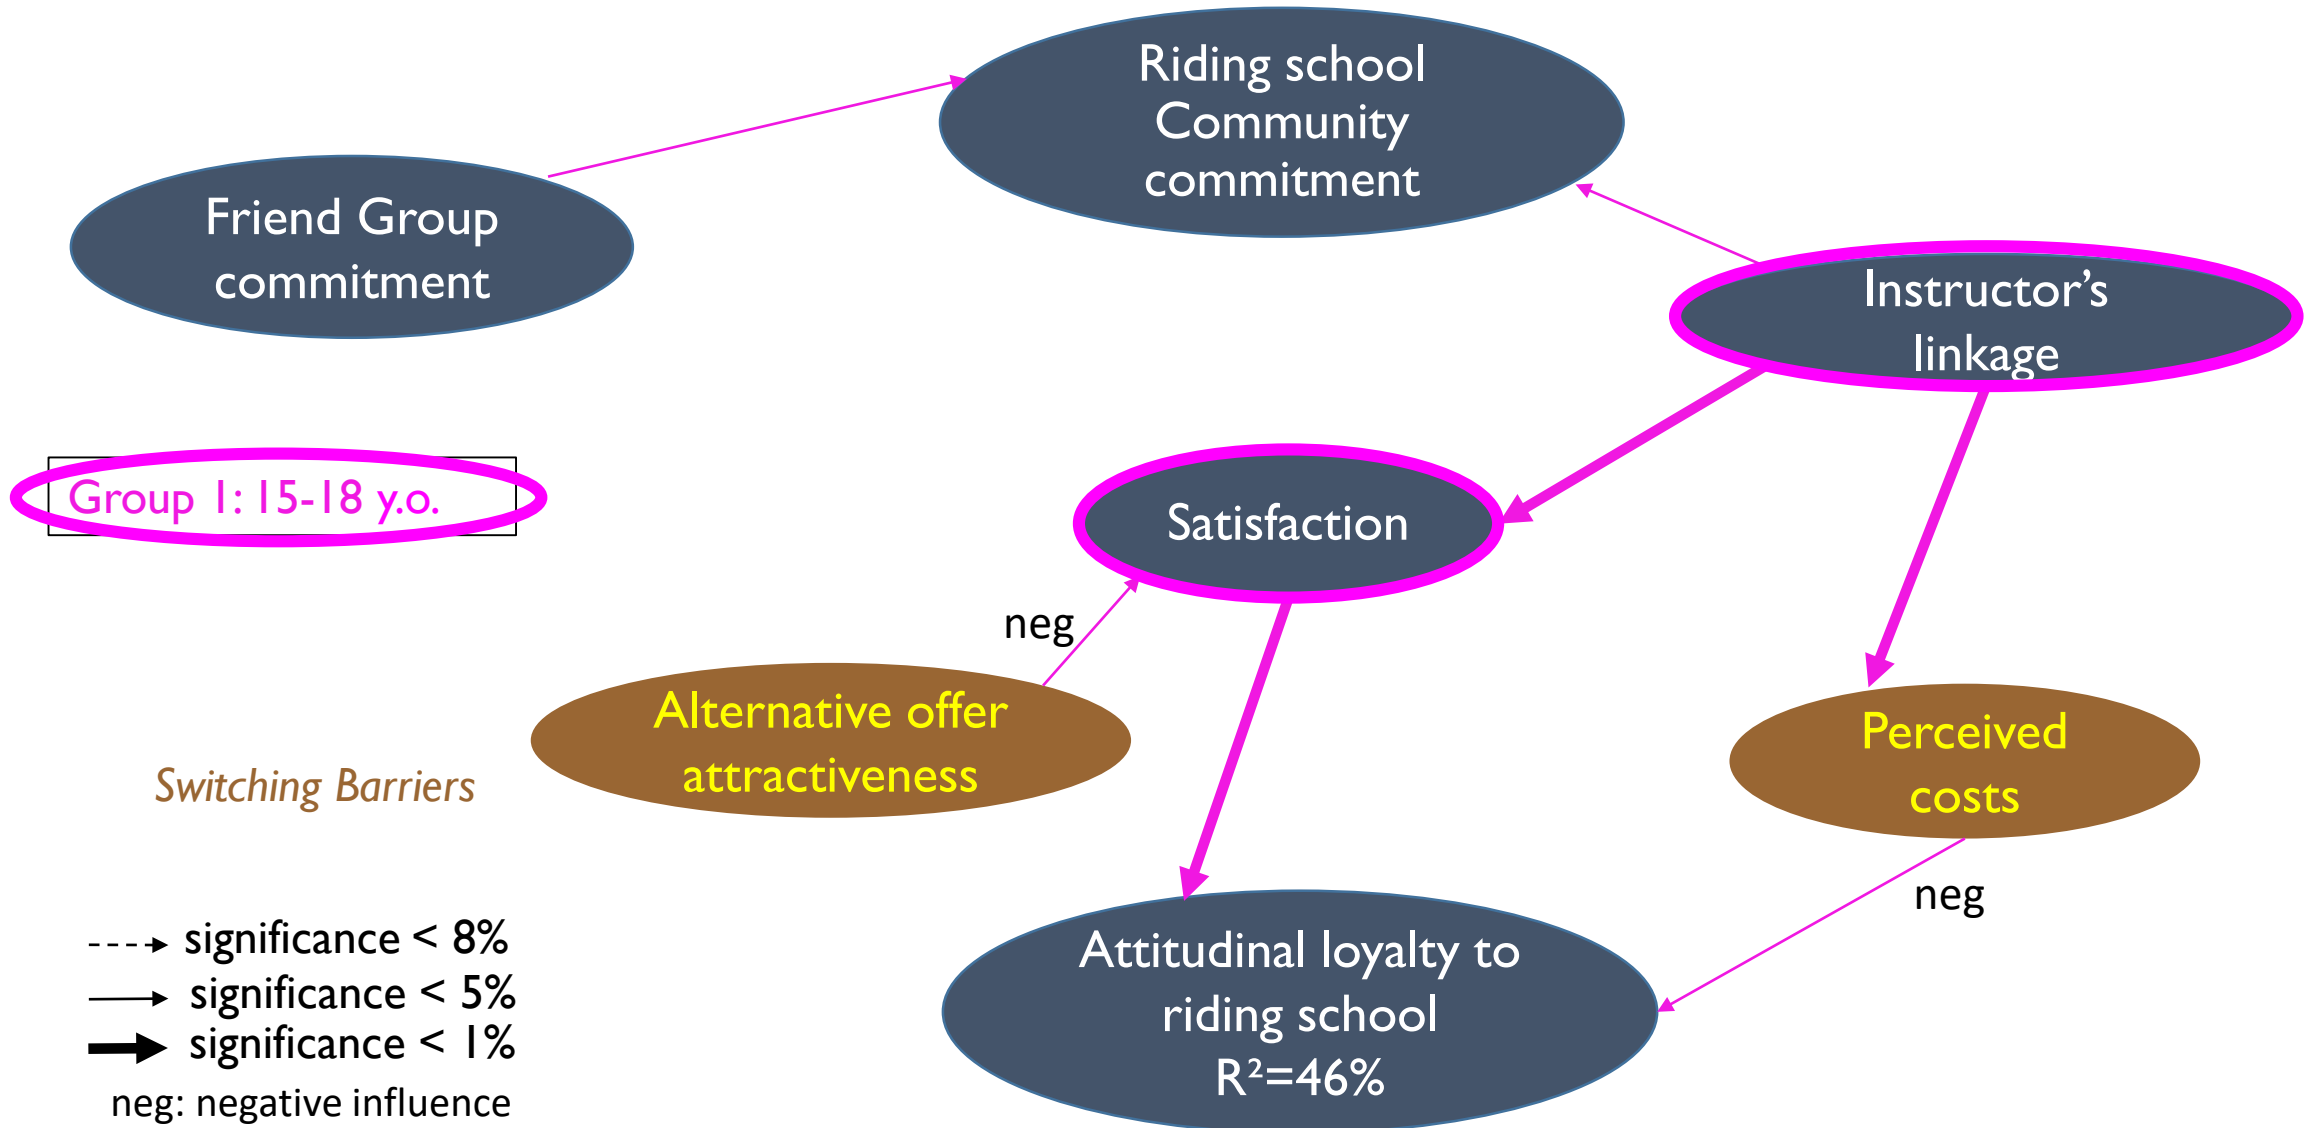 Riding school
Community
commitment
Friend Group
commitment
Instructor’s
linkage
Group 1: 15-18 y.o.
Satisfaction
neg
Alternative offer
attractiveness
Perceived
costs
Switching Barriers
neg
Attitudinal loyalty to
riding school
R²=46%
significance < 8%
significance < 5%
significance < 1%
neg: negative influence